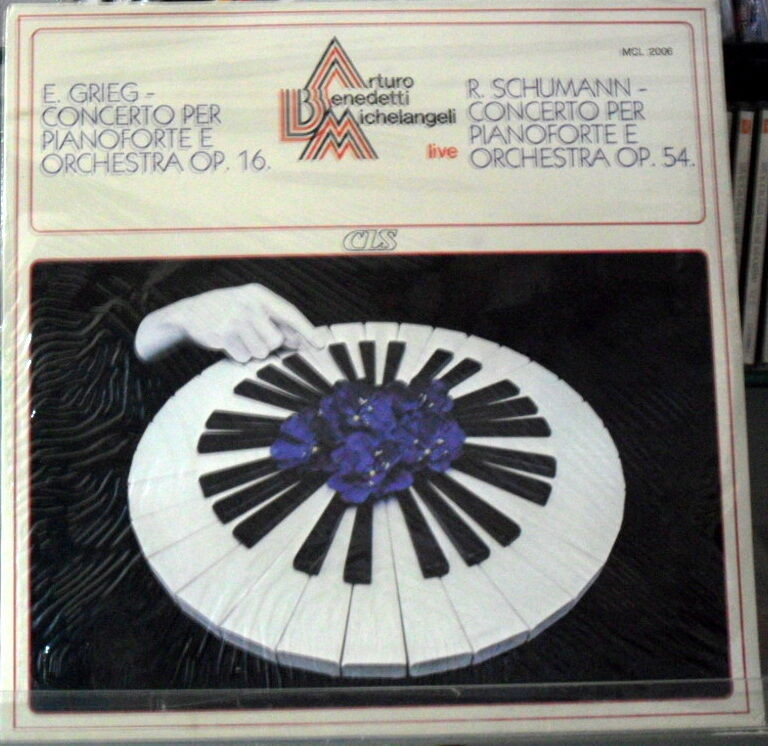 MCL 2006
E. GRIEG -
CONCERTO PER
PIANOFORTE E
ORCHESTRA OP. 16.
Arturo
Benedetti
Michelangeli
live
R. SCHUMANN -
CONCERTO PER
PIANOFORTE E
ORCHESTRA OP. 54.
CLS